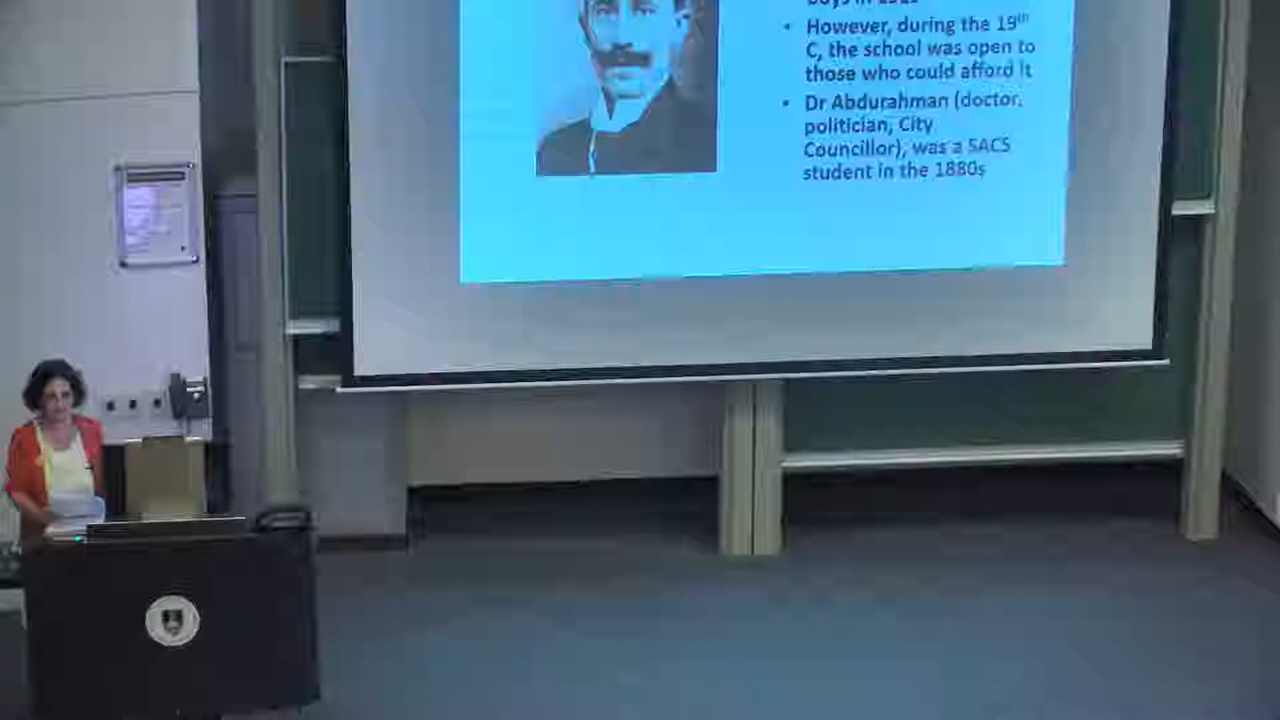 However, during the 19th
C, the school was open to
those who could afford it
Dr Abdurahman (doctor,
politician, City
Councillor), was a SACS
student in the 1880s